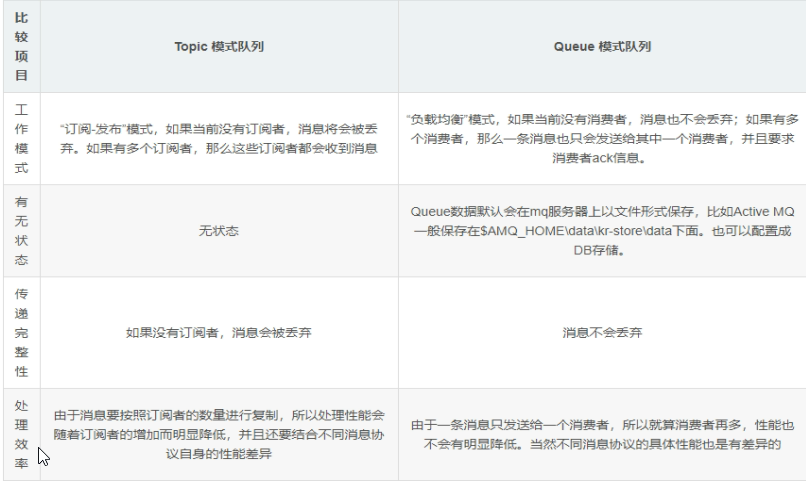 比较项目
Topic 模式队列
Queue 模式队列
工作模式
“订阅-发布”模式，如果当前没有订阅者，消息将会被丢
弃。如果有多个订阅者，那么这些订阅者都会收到消息
“负载均衡”模式，如果当前没有消费者，消息也不会丢弃；如果有多
个消费者，那么一条消息也只会发送给其中一个消费者，并且要求
消费者ack信息。
有无状态
无状态
Queue数据默认会在mq服务器上以文件形式保存，比如Active MQ
一般保存在$AMQ_HOME\data\kr-store\data下面。也可以配置成
DB存储。
传递完整性
如果没有订阅者，消息会被丢弃
消息不会丢弃
处理效率
由于消息要按照订阅者的数量进行复制，所以处理性能会
随着订阅者的增加而明显降低，并且还要结合不同消息协
议自身的性能差异
由于一条消息只发送给一个消费者，所以就算消费者再多，性能也
不会有明显降低。当然不同消息协议的具体性能也是有差异的